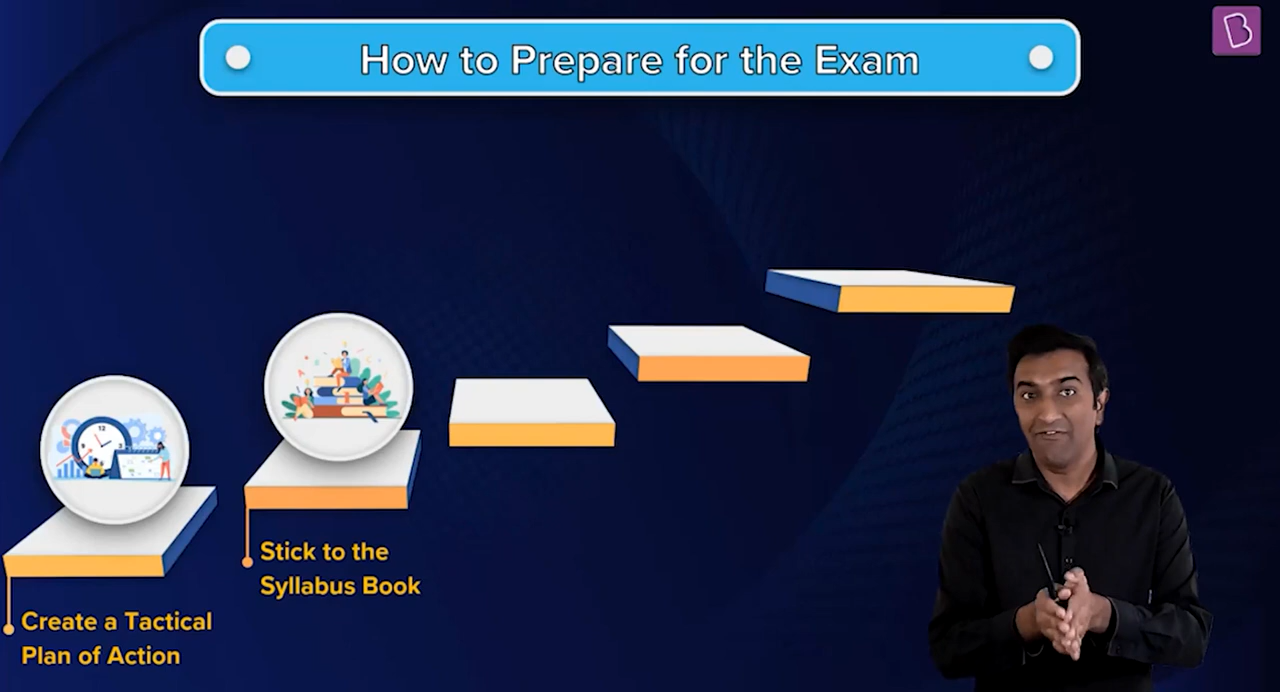 How to Prepare for the Exam
Create a Tactical
Plan of Action
Stick to the
Syllabus Book